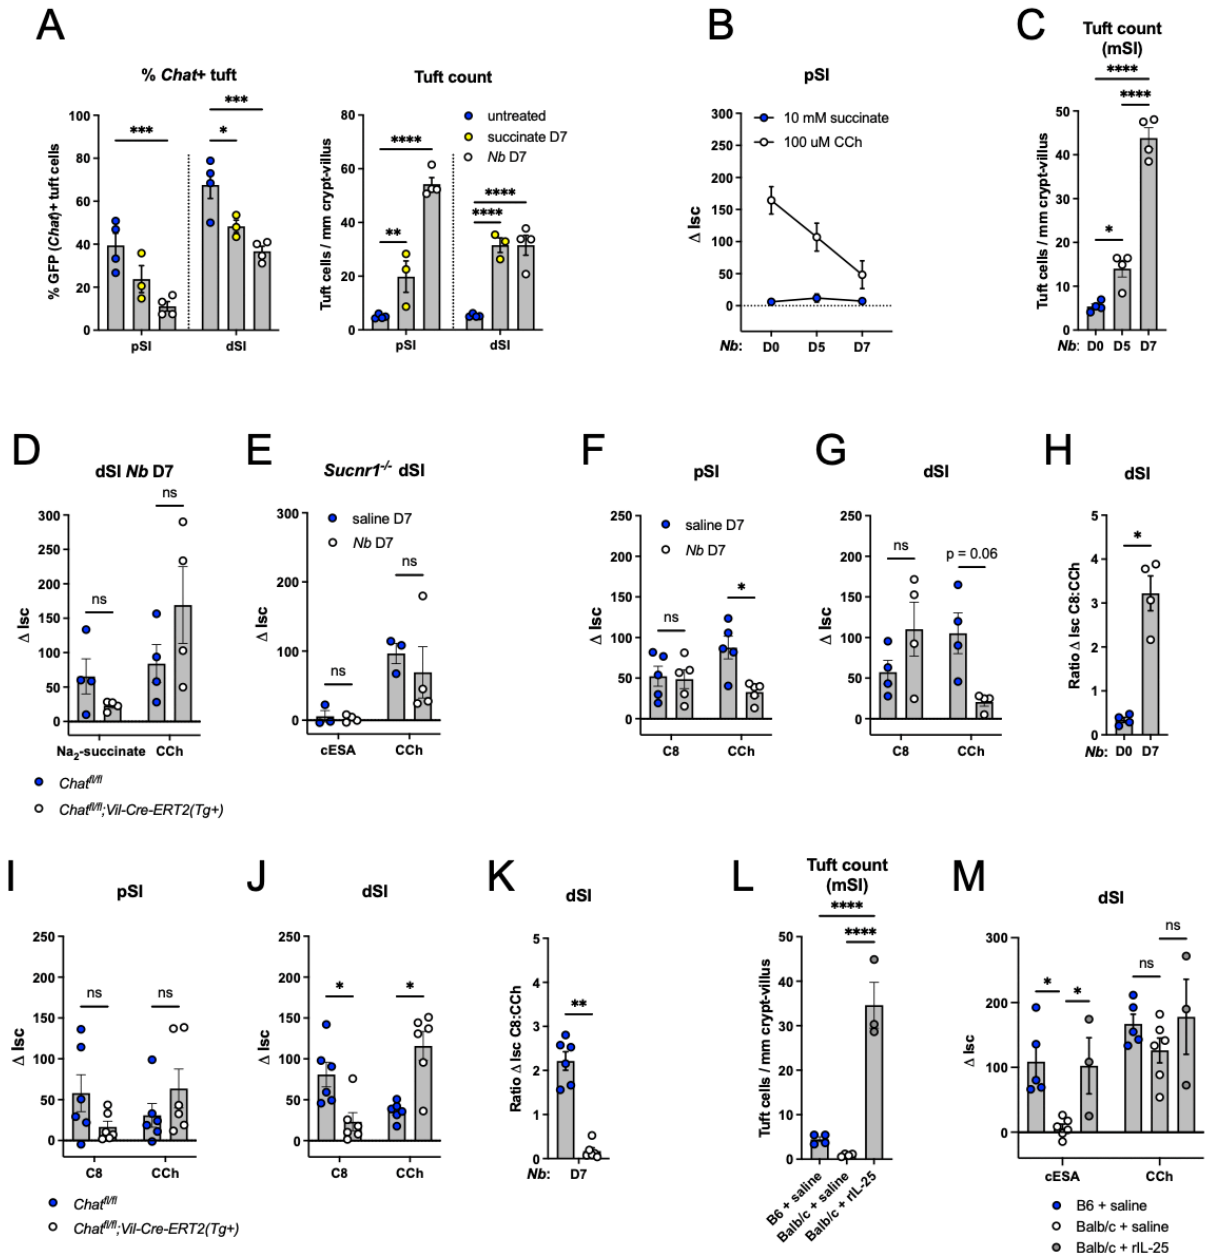 A
% Chat+ tuft
% GFP (Chat)+ tuft cells
100
80
60
40
20
0
***
***
*
pSI
dSI
Tuft count
Tuft cells / mm crypt-villus
80
60
40
20
0
untreated
succinate D7
Nb D7
****
**
****
****
pSI
dSI
B
pSI
Δ Isc
300
250
200
150
100
50
0
10 mM succinate
100 uM CCh
Nb: D0 D5 D7
C
Tuft count
(mSI)
Tuft cells / mm crypt-villus
50
40
30
20
10
0
****
****
*
Nb: D0 D5 D7
D
dSI Nb D7
Δ Isc
300
250
200
150
100
50
0
ns
ns
Na2-succinate CCh
Chatfl/fl
Chatfl/fl;Vil-Cre-ERT2(Tg+)
E
Sucnr1-/- dSI
Δ Isc
300
200
100
0
saline D7
Nb D7
ns
ns
cESA
CCh
F
pSI
Δ Isc
250
200
150
100
50
0
saline D7
Nb D7
ns
*
C8
CCh
G
dSI
Δ Isc
250
200
150
100
50
0
ns
p = 0.06
C8
CCh
H
dSI
Ratio Δ Isc C8:CCh
5
4
3
2
1
0
*
Nb: D0 D7
I
pSI
Δ Isc
250
200
150
100
50
0
ns
ns
C8
CCh
Chatfl/fl
Chatfl/fl;Vil-Cre-ERT2(Tg+)
J
dSI
Δ Isc
250
200
150
100
50
0
*
*
C8
CCh
K
dSI
Ratio Δ Isc C8:CCh
5
4
3
2
1
0
**
Nb: D7
L
Tuft count
(mSI)
Tuft cells / mm crypt-villus
50
40
30
20
10
0
****
****
B6 + saline
Balb/c + saline
Balb/c + rIL-25
M
dSI
Δ Isc
300
200
100
0
*
*
ns
ns
cESA
CCh
B6 + saline
Balb/c + saline
Balb/c + rIL-25